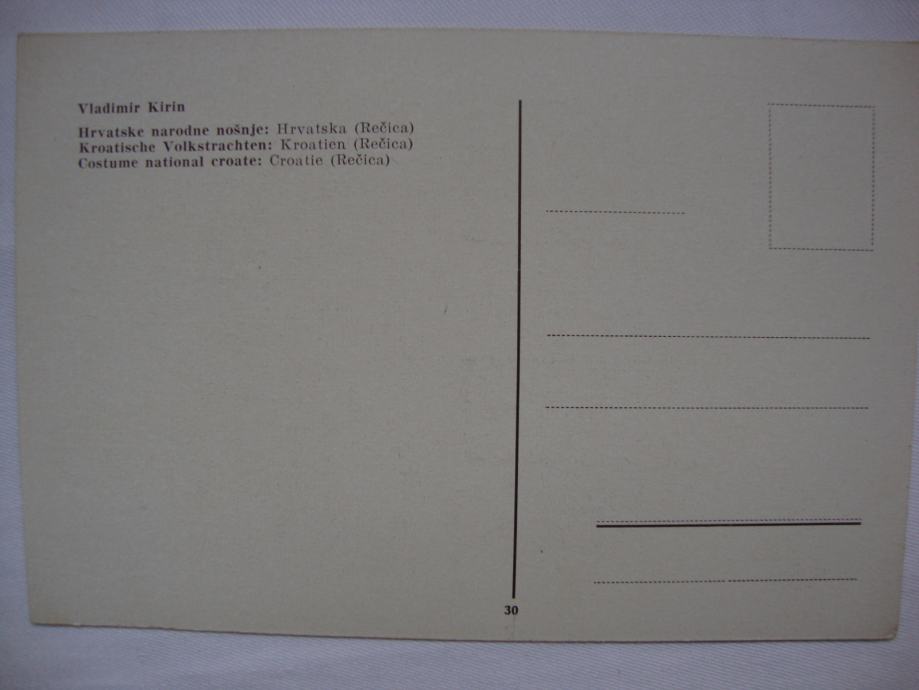 Vladimir Kirin
Hrvatske narodne nošnje: Hrvatska (Rečica)
Kroatische Volkstrachten: Kroatien (Rečica)
Costume national croate: Croatie (Rečica)
30